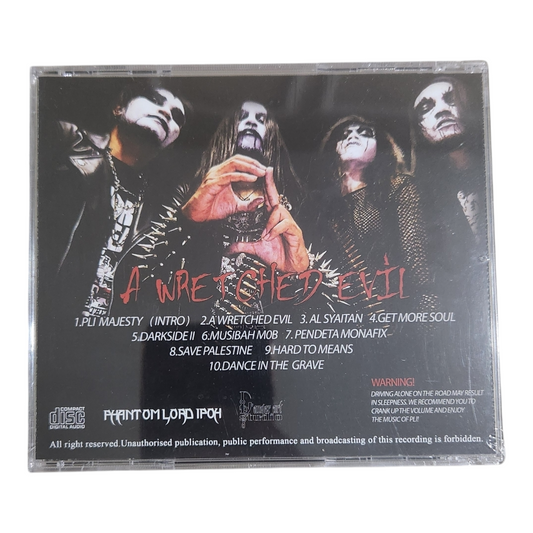 A WRETCHED EVIL
1.PLI MAJESTY (INTRO) 2.A WRETCHED EVIL 3. AL SYAITAN 4.GET MORE SOUL
5.DARKSIDE II 6.MUSIBAH M0B 7. PENDETA MONAFIX
8.SAVE PALESTINE 9.HARD TO MEANS
10.DANCE IN THE GRAVE
WARNING!
DRIVING ALONE ON THE ROAD MAY RESULT
IN SLEEPNESS. WE RECOMMEND YOU TO
CRANK UP THE VOLUME AND ENJOY
THE MUSIC OF PLI!
COMPACT
disc
DIGITAL AUDIO
PHANTOM LORD IPOH
studio
All right reserved.Unauthorised publication, public performance and broadcasting of this recording is forbidden.